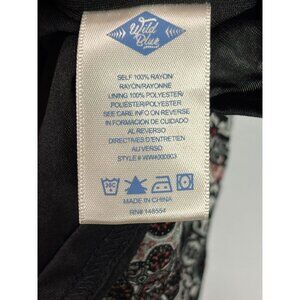 Wild
Blue
SELF 100% RAYON/
RAYON/RAYONNE
LINING 100% POLYESTER/
POLIÉSTER/POLYESTER
SEE CARE INFO ON REVERSE
IN FORMACION DE CUIDADO
AL REVERSO
DIRECTIVES D'ENTRETIEN
AU VERSO
MADE IN CHINA
RN# 148554